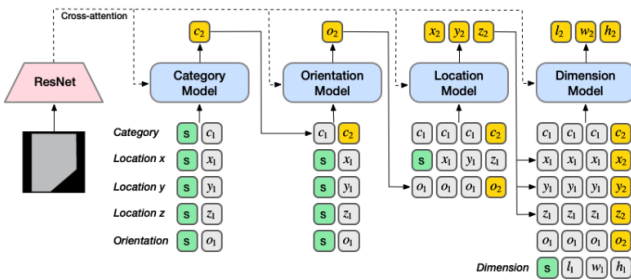 Cross-attention
c₂ o₂ x₂ y₂ z₂ l₂ w₂ h₂
ResNet Category Model Orientation Model Location Model Dimension Model
Category S c₁ c₁ c₂ c₁ c₁ c₁ c₂ c₁ c₁ c₁ c₂
Location x S x₁ S x₁ S x₁ y₁ z₁ x₁ x₁ x₁ x₂
Location y S y₁ S y₁ o₁ o₁ o₁ o₂ y₁ y₁ y₁ y₂
Location z S z₁ S z₁ z₁ z₁ z₁ z₂
Orientation S o₁ S o₁ o₁ o₁ o₁ o₂
Dimension S l₁ w₁ h₁